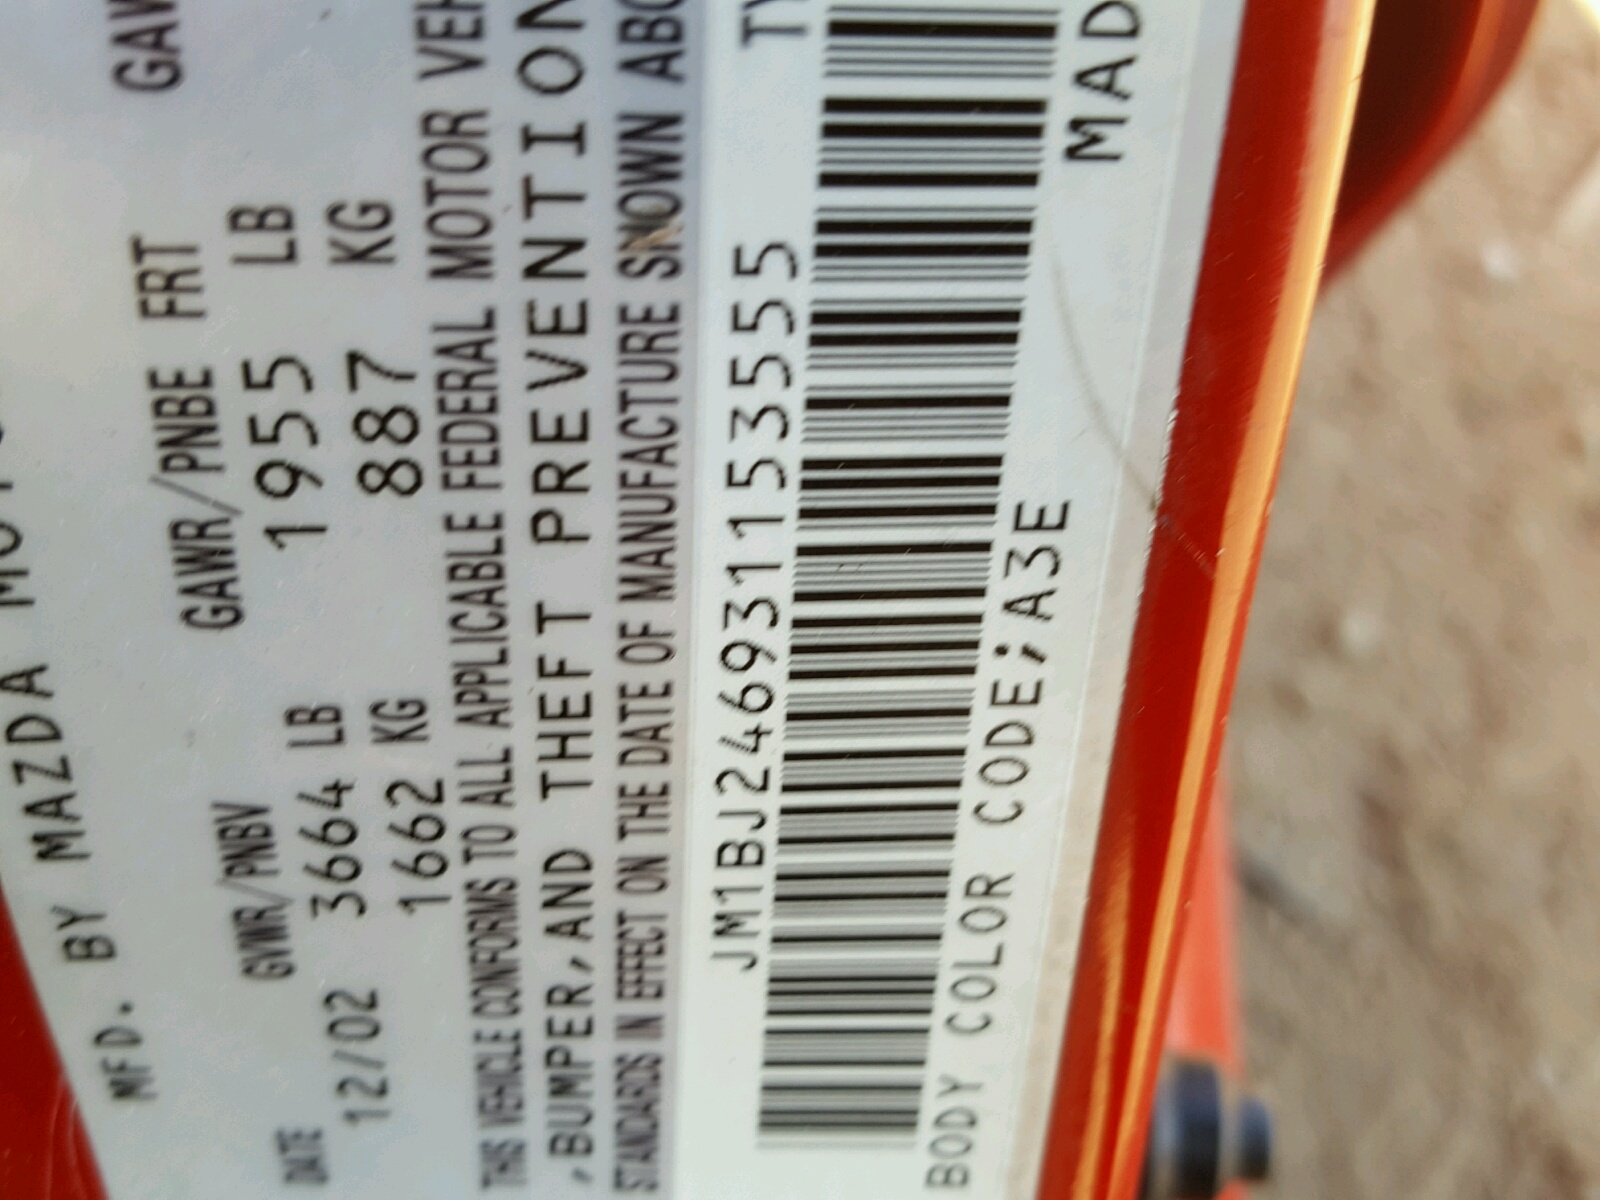 MFD. BY MAZDA
DATE GVWR/PNBV GAWR/PNBE FRT GAW
12/02 3664 LB 1955 LB
1662 KG 887 KG
THIS VEHICLE CONFORMS TO ALL APPLICABLE FEDERAL MOTOR VEH
,BUMPER,AND THEFT PREVENTION
STANDARDS IN EFFECT ON THE DATE OF MANUFACTURE SHOWN ABO
JM1BJ246931153555 TY
BODY COLOR CODE;A3E MAD